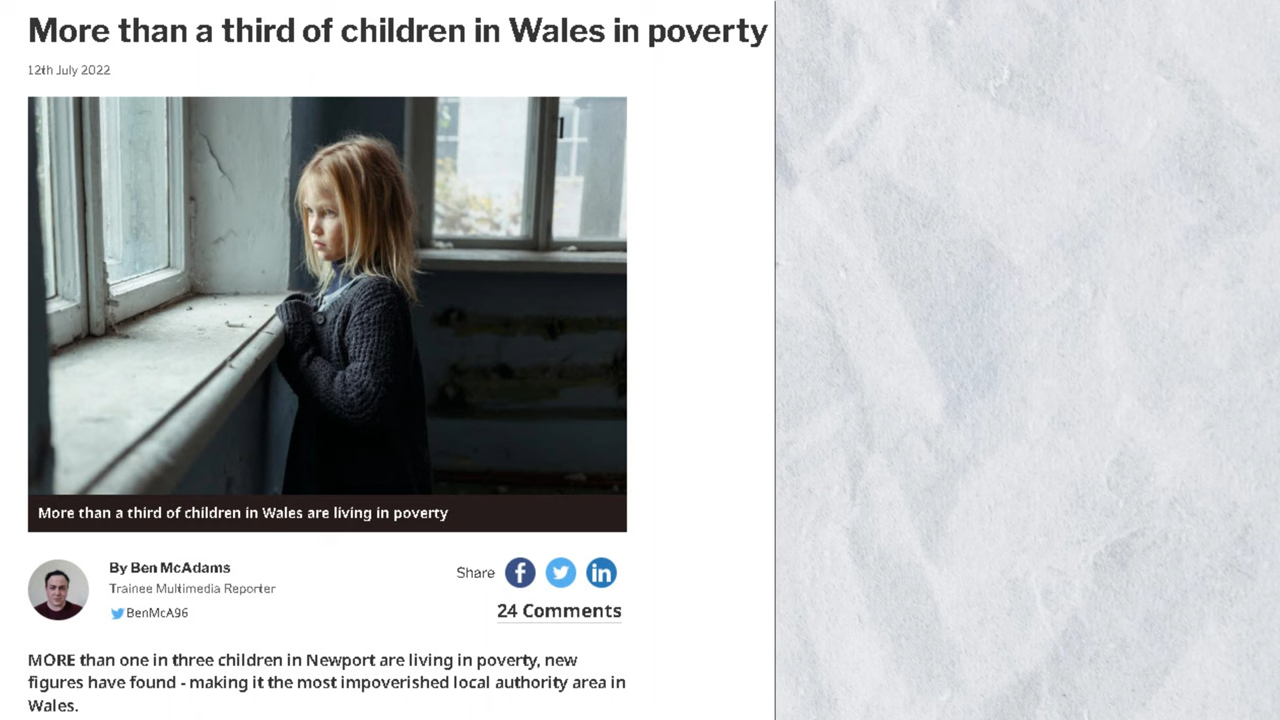 More than a third of children in Wales in poverty
12th July 2022
More than a third of children in Wales are living in poverty
By Ben McAdams
Trainee Multimedia Reporter
BenMcA96
Share
24 Comments
MORE than one in three children in Newport are living in poverty, new
figures have found - making it the most impoverished local authority area in
Wales.